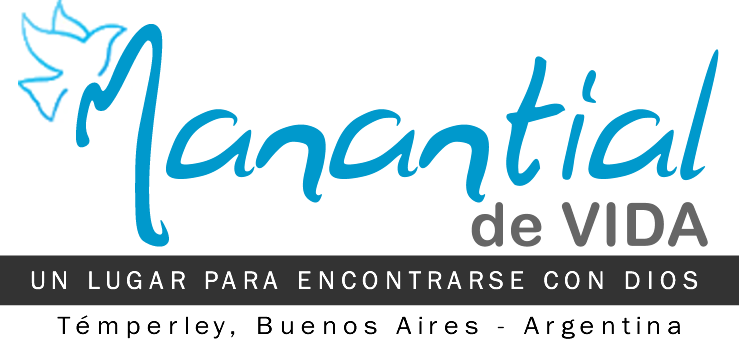 Manantial
de VIDA
UN LUGAR PARA ENCONTRARSE CON DIOS
Témperley, Buenos Aires - Argentina